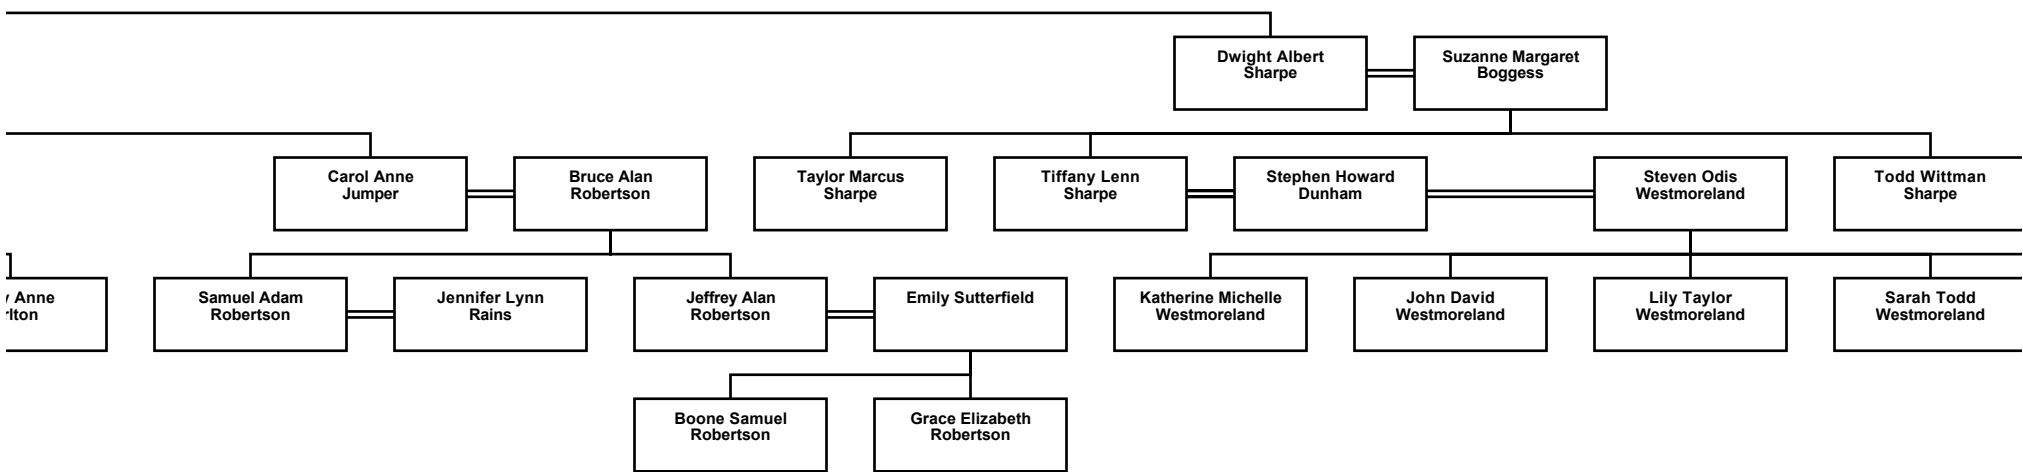 Dwight Albert
Sharpe
Suzanne Margaret
Boggess
Carol Anne
Jumper
Bruce Alan
Robertson
Taylor Marcus
Sharpe
Tiffany Lenn
Sharpe
Stephen Howard
Dunham
Steven Odis
Westmoreland
Todd Wittman
Sharpe
Anne
Samuel Adam
Robertson
Jennifer Lynn
Rains
Jeffrey Alan
Robertson
Emily Sutterfield
Katherine Michelle
Westmoreland
John David
Westmoreland
Lily Taylor
Westmoreland
Sarah Todd
Westmoreland
Boone Samuel
Robertson
Grace Elizabeth
Robertson